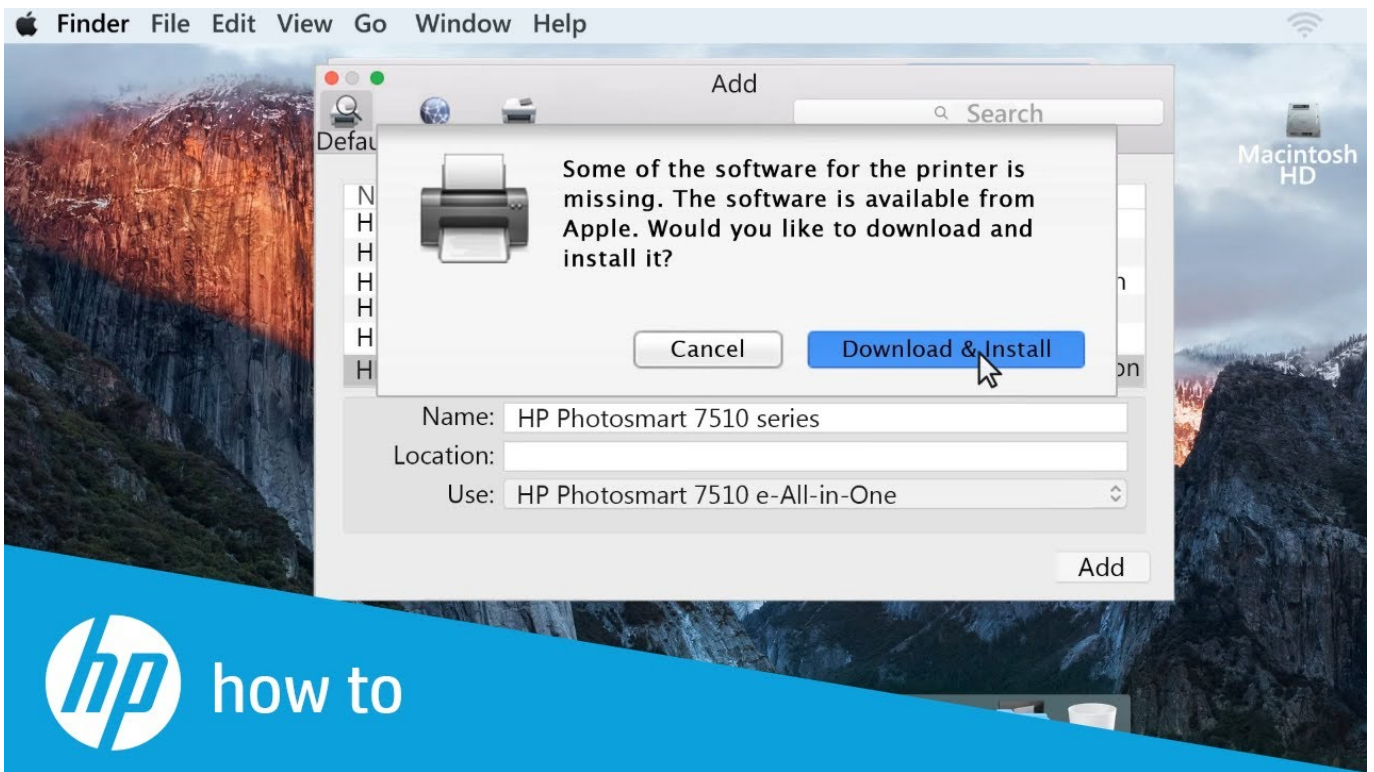 Finder File Edit View Go Window Help
Add
Search
Defau
Macintosh
HD
Some of the software for the printer is
missing. The software is available from
Apple. Would you like to download and
install it?
N
H
H
H
n
H
H
H
on
Cancel Download & Install
Name: HP Photosmart 7510 series
Location:
Use: HP Photosmart 7510 e-All-in-One
Add
hp how to